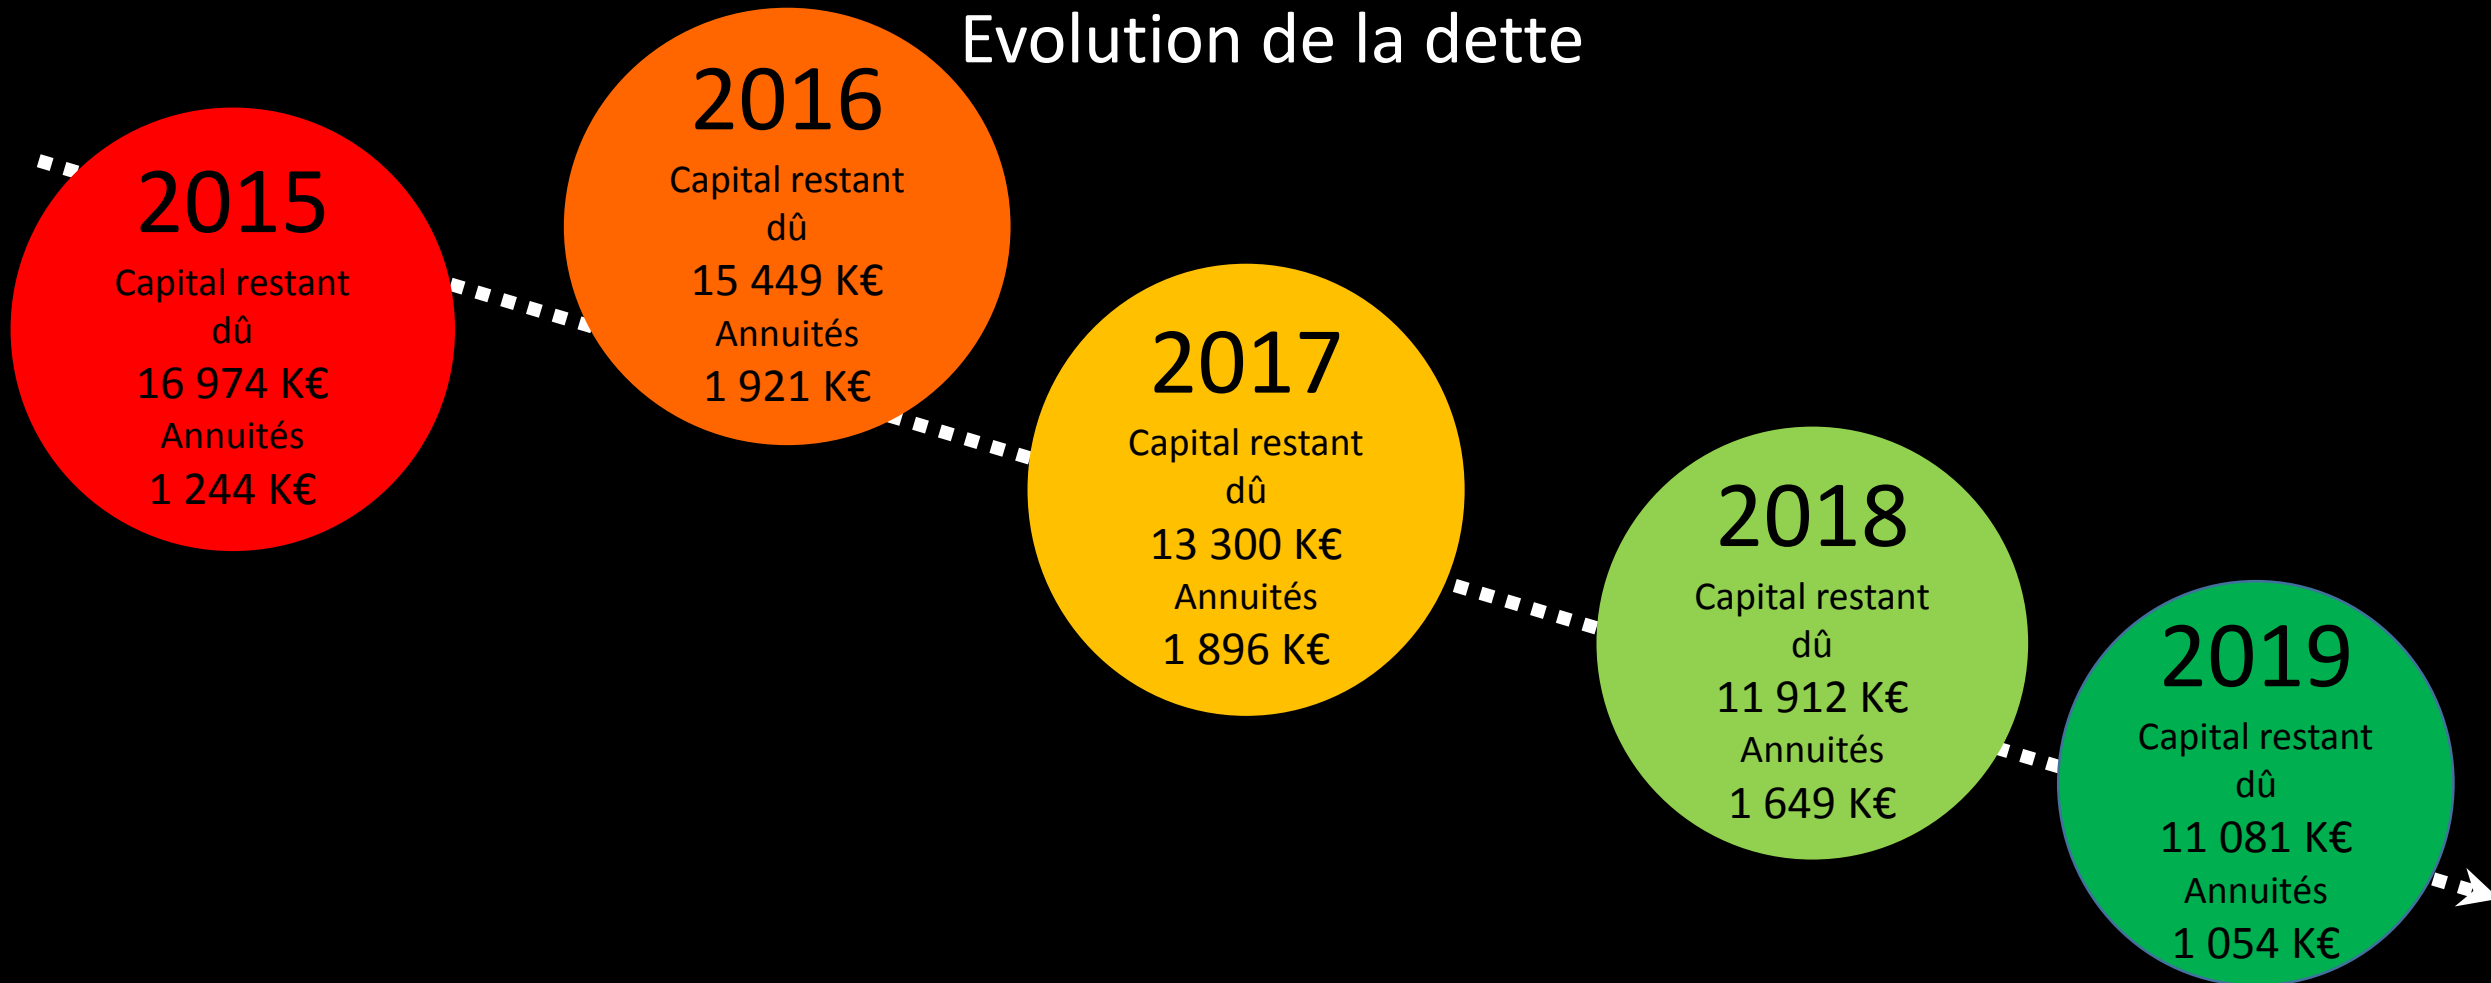 Evolution de la dette
2015
Capital restant
dû
16 974 K€
Annuités
1 244 K€
2016
Capital restant
dû
15 449 K€
Annuités
1 921 K€
2017
Capital restant
dû
13 300 K€
Annuités
1 896 K€
2018
Capital restant
dû
11 912 K€
Annuités
1 649 K€
2019
Capital restant
dû
11 081 K€
Annuités
1 054 K€